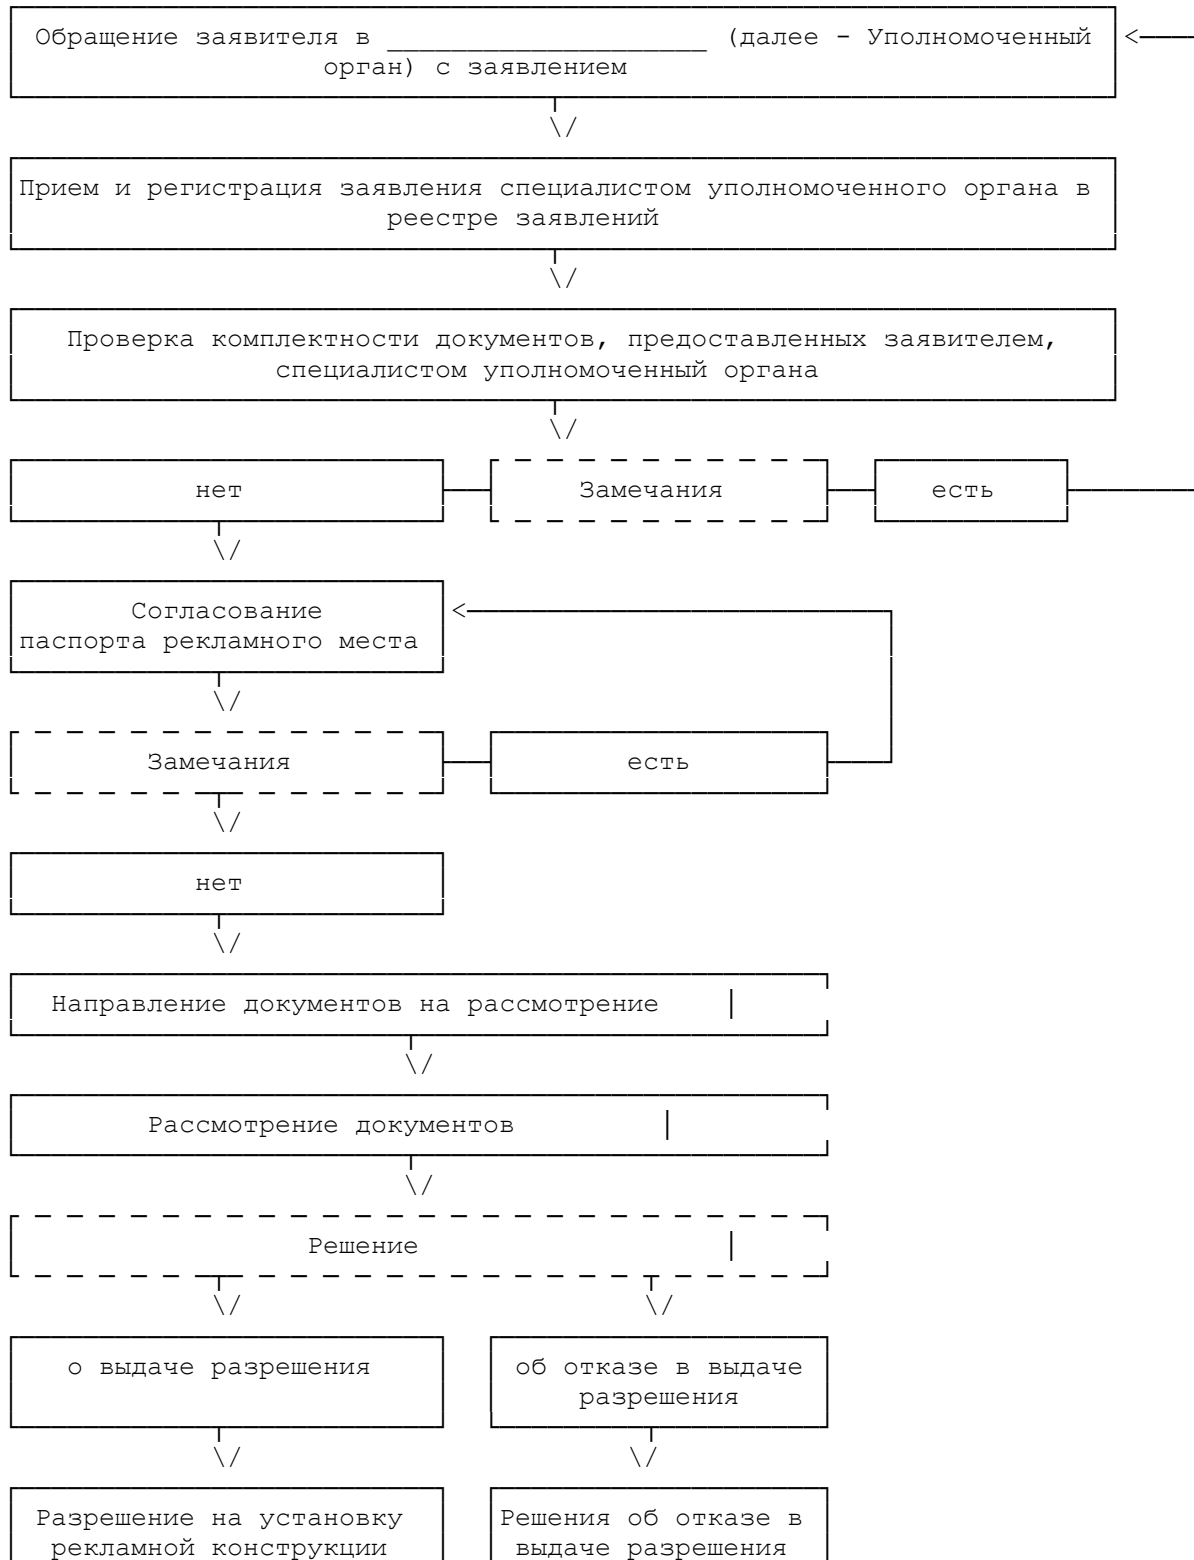 Обращение заявителя в ____________________ (далее - Уполномоченный
орган) с заявлением
Прием и регистрация заявления специалистом уполномоченного органа в
реестре заявлений
Проверка комплектности документов, предоставленных заявителем,
специалистом уполномоченный органа
нет Замечания есть
Согласование
паспорта рекламного места
Замечания есть
нет
Направление документов на рассмотрение
Рассмотрение документов
Решение
о выдаче разрешения об отказе в выдаче
разрешения
Разрешение на установку Решения об отказе в
рекламной конструкции выдаче разрешения